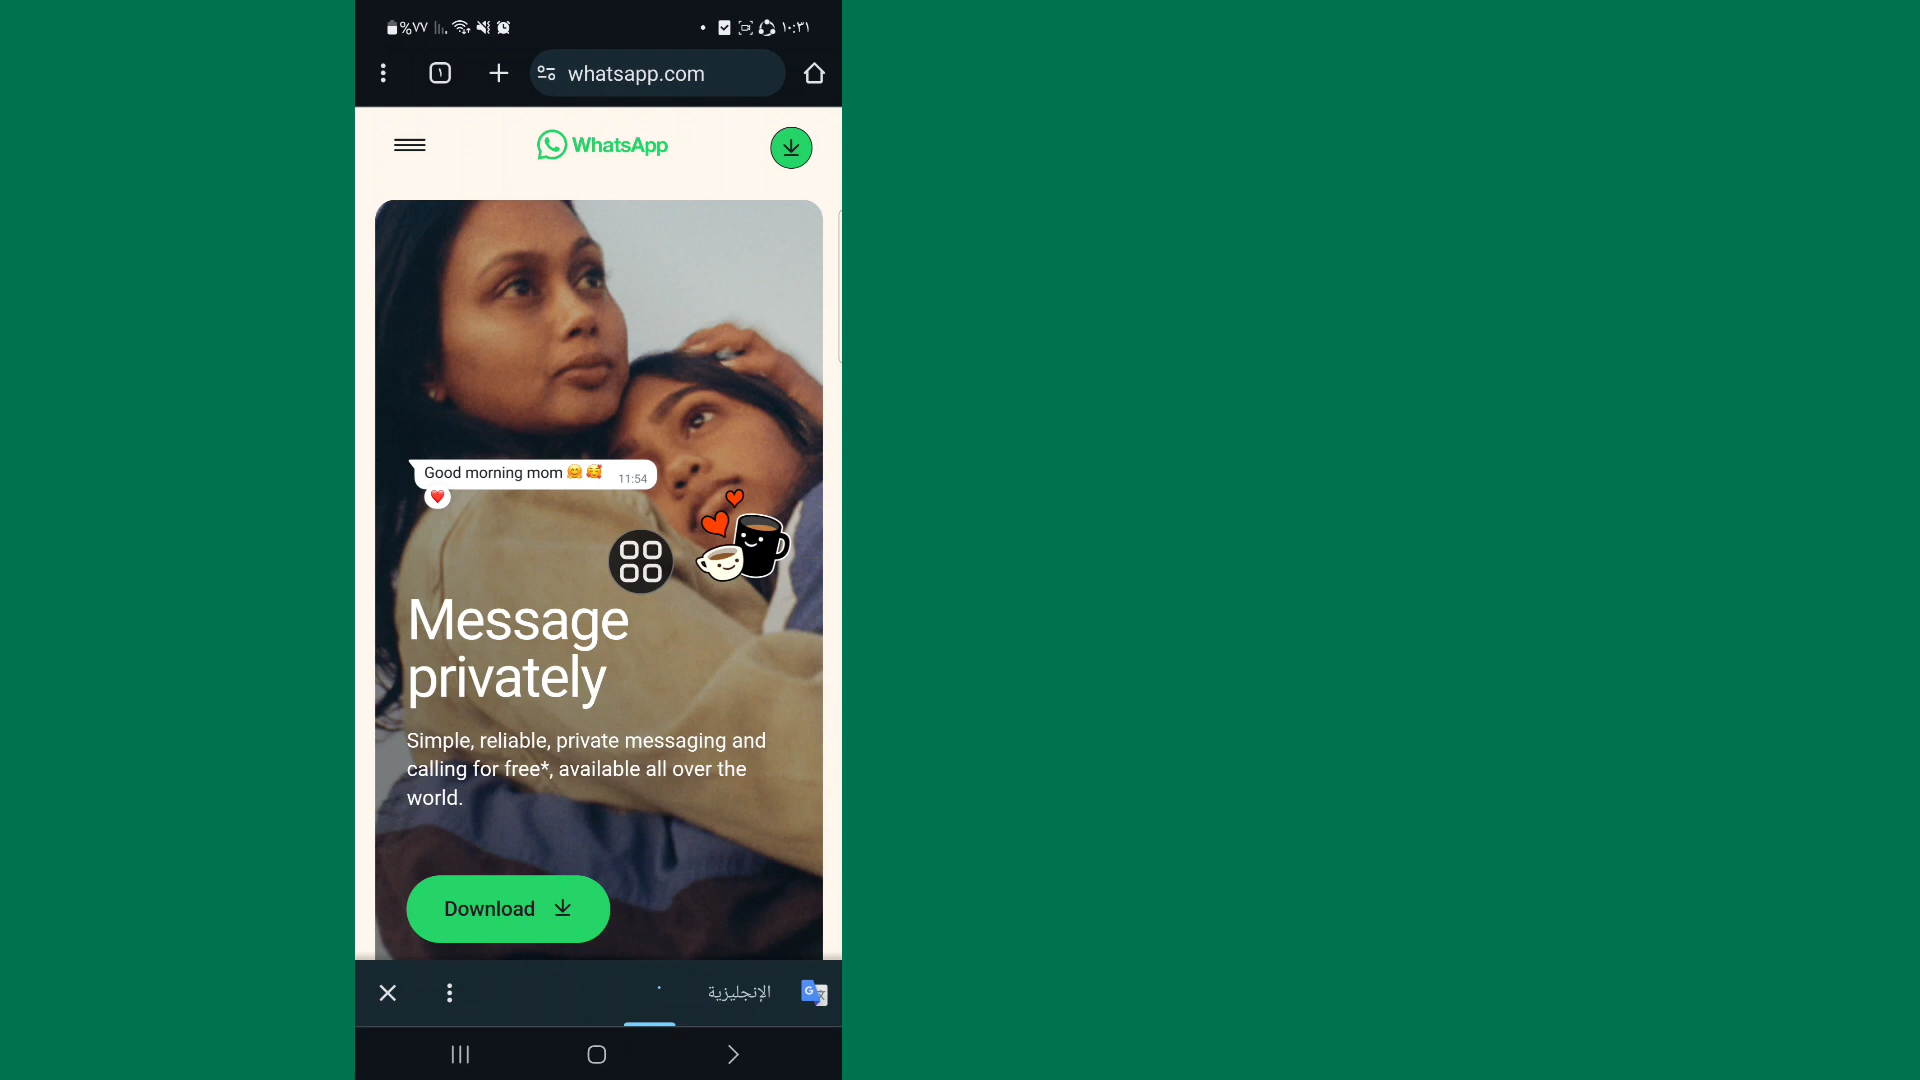 %٧٧ ١٠:٣١
١ whatsapp.com
WhatsApp
Good morning mom 🤗 🥰 11:54
Message
privately
Simple, reliable, private messaging and
calling for free*, available all over the
world.
Download
الإنجليزية